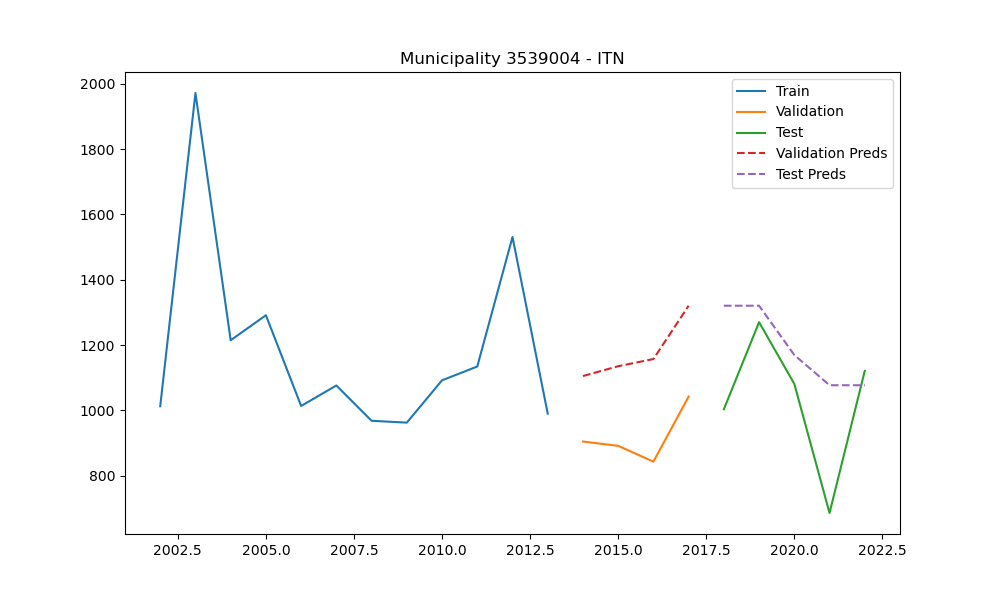 Municipality 3539004 - ITN
2000
1800
1600
1400
1200
1000
800
Train
Validation
Test
Validation Preds
Test Preds
2002.5 2005.0 2007.5 2010.0 2012.5 2015.0 2017.5 2020.0 2022.5